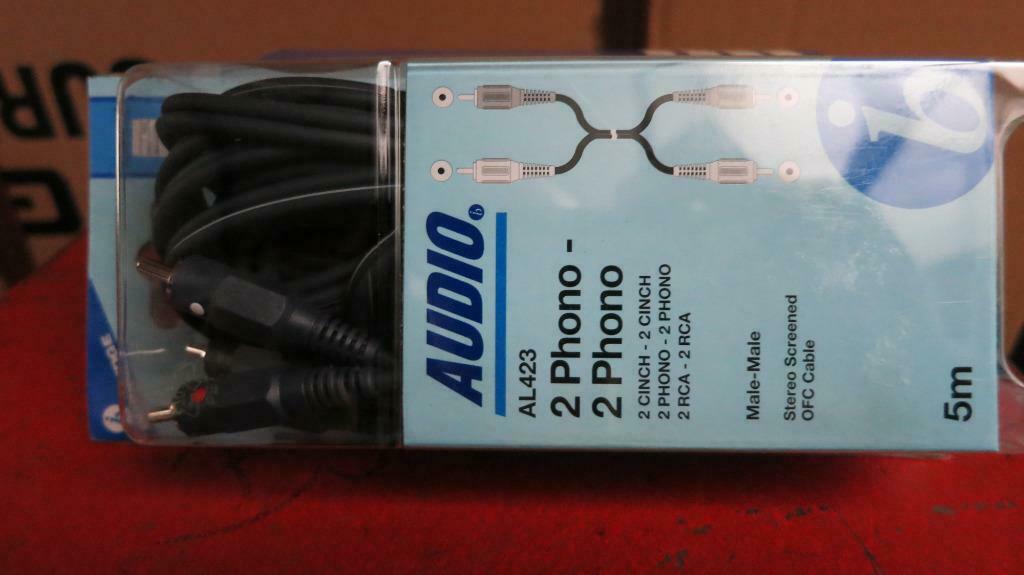 AUDIO
AL423
2 Phono -
2 Phono
2 CINCH - 2 CINCH
2 PHONO - 2 PHONO
2 RCA - 2 RCA
Male-Male
Stereo Screened
OFC Cable
5m
ib